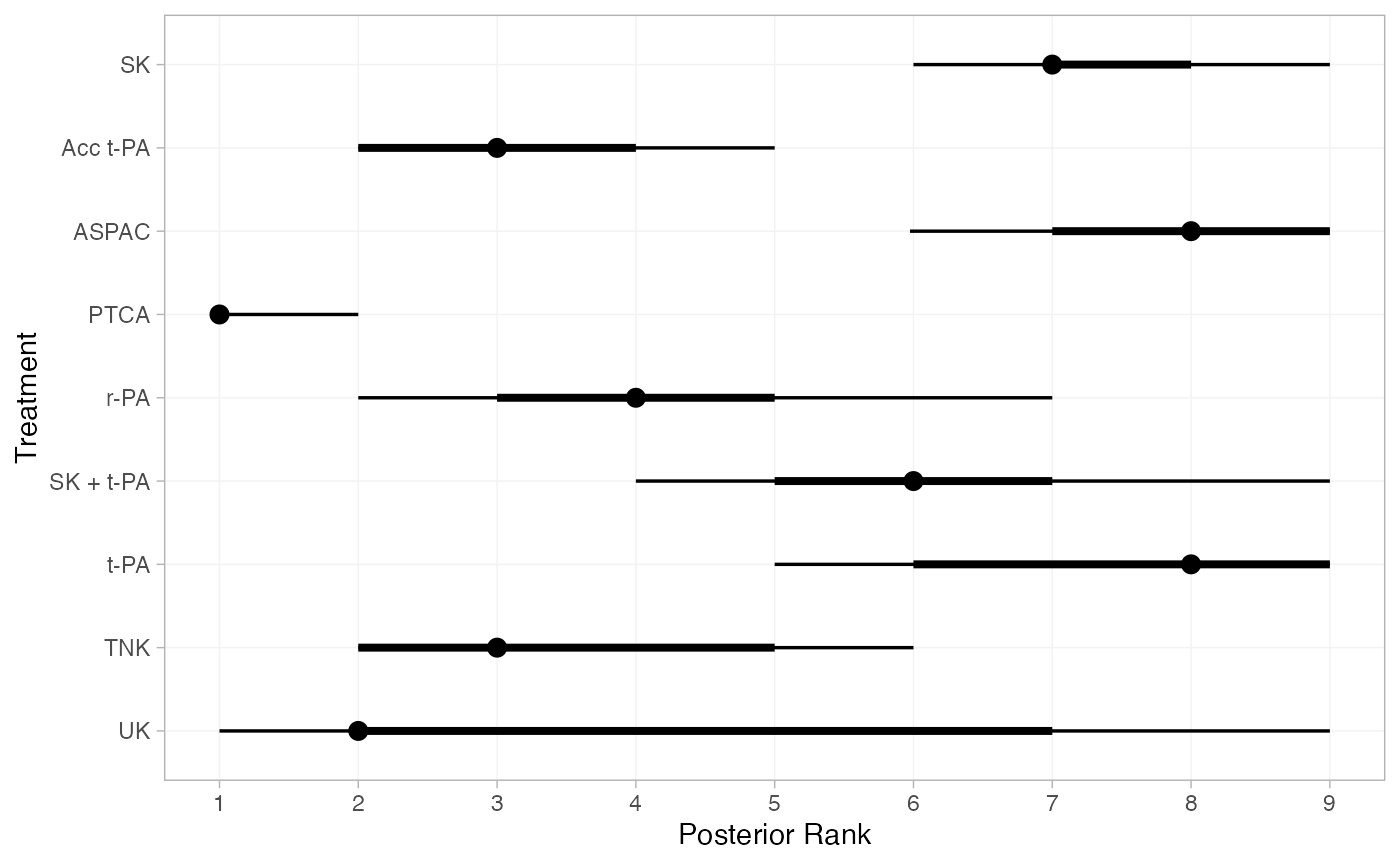 SK
Acc t-PA
ASPAC
PTCA
r-PA
SK + t-PA
t-PA
TNK
UK
Treatment
1 2 3 4 5 6 7 8 9
Posterior Rank